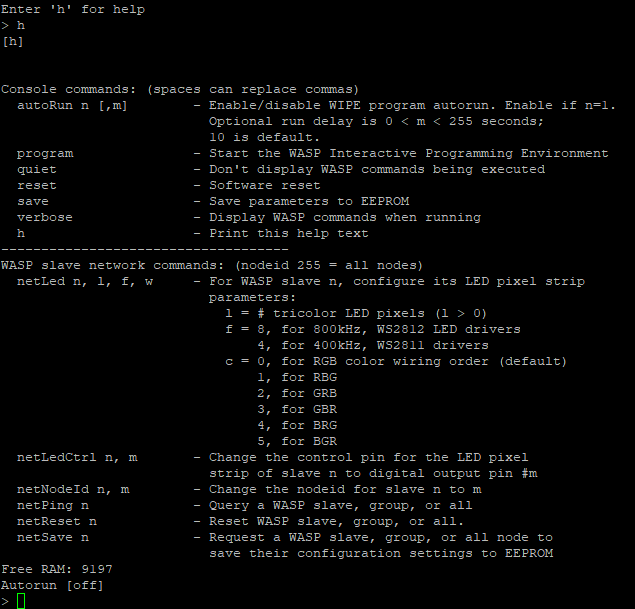 Enter 'h' for help
> h
[h]
Console commands: (spaces can replace commas)
autoRun n [,m] - Enable/disable WIPE program autorun. Enable if n=1.
Optional run delay is 0 < m < 255 seconds;
10 is default.
program - Start the WASP Interactive Programming Environment
quiet - Don't display WASP commands being executed
reset - Software reset
save - Save parameters to EEPROM
verbose - Display WASP commands when running
h - Print this help text
------------------------------------
WASP slave network commands: (nodeid 255 = all nodes)
netLed n, l, f, w - For WASP slave n, configure its LED pixel strip
parameters:
l = # tricolor LED pixels (l > 0)
f = 8, for 800kHz, WS2812 LED drivers
4, for 400kHz, WS2811 drivers
c = 0, for RGB color wiring order (default)
1, for RBG
2, for GRB
3, for GBR
4, for BRG
5, for BGR
netLedCtrl n, m - Change the control pin for the LED pixel
strip of slave n to digital output pin #m
netNodeId n, m - Change the nodeid for slave n to m
netPing n - Query a WASP slave, group, or all
netReset n - Reset WASP slave, group, or all.
netSave n - Request a WASP slave, group, or all node to
save their configuration settings to EEPROM
Free RAM: 9197
Autorun [off]
>